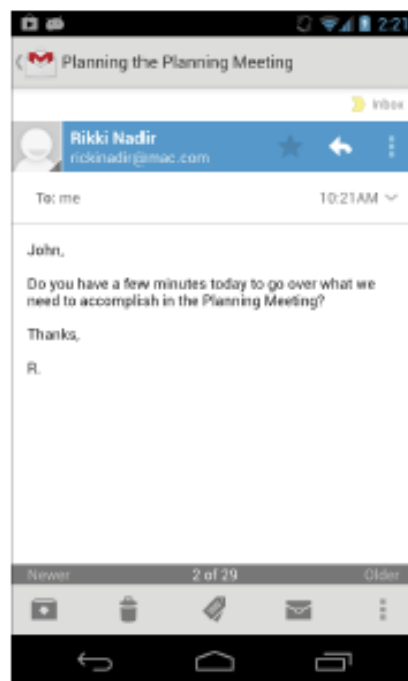 2:21
Planning the Planning Meeting
Inbox
Rikki Nadir
rickinadir@mac.com
To: me
10:21AM
John,
Do you have a few minutes today to go over what we
need to accomplish in the Planning Meeting?
Thanks,
R.
Newer
2 of 29
Older